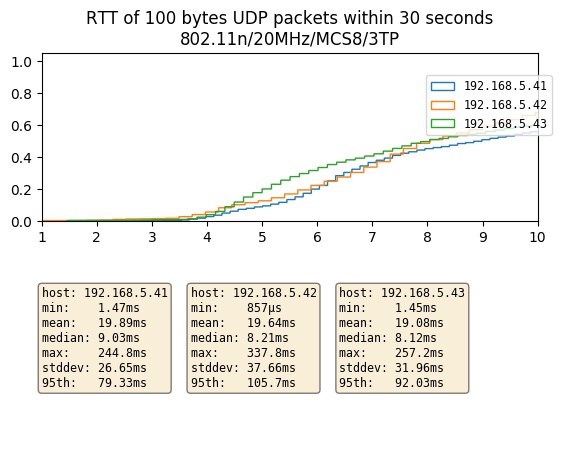 RTT of 100 bytes UDP packets within 30 seconds
802.11n/20MHz/MCS8/3TP
1.0
0.8
0.6
0.4
0.2
0.0
1 2 3 4 5 6 7 8 9 10
192.168.5.41
192.168.5.42
192.168.5.43
host: 192.168.5.41
min: 1.47ms
mean: 19.89ms
median: 9.03ms
max: 244.8ms
stddev: 26.65ms
95th: 79.33ms
host: 192.168.5.42
min: 857µs
mean: 19.64ms
median: 8.21ms
max: 337.8ms
stddev: 37.66ms
95th: 105.7ms
host: 192.168.5.43
min: 1.45ms
mean: 19.08ms
median: 8.12ms
max: 257.2ms
stddev: 31.96ms
95th: 92.03ms